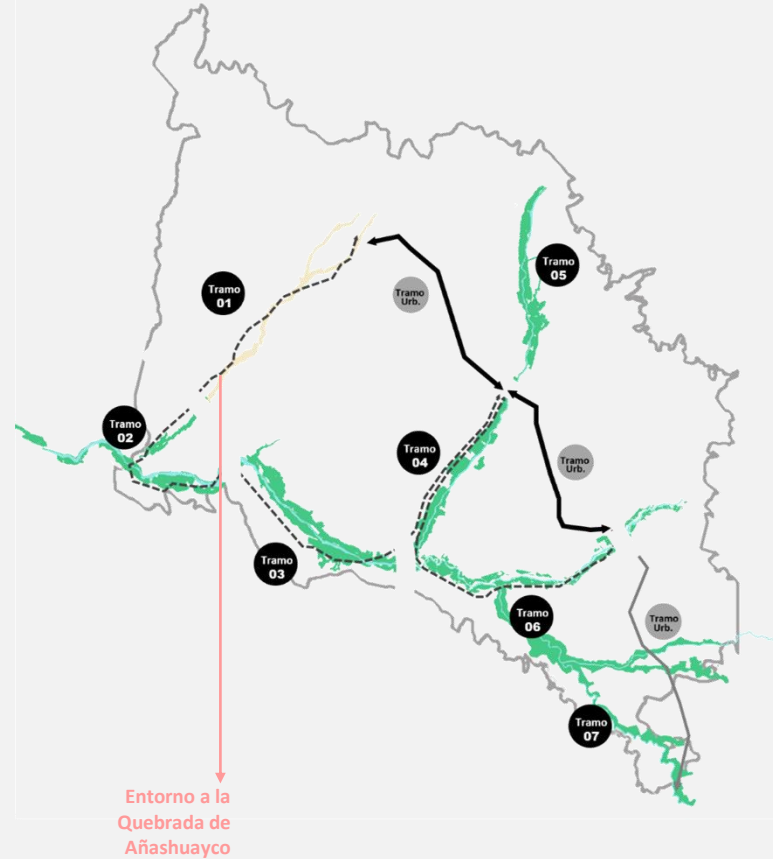 Tramo
05
Tramo
01
Tramo
Urb.
Tramo
02
Tramo
04
Tramo
Urb.
Tramo
03
Tramo
06
Tramo
Urb.
Tramo
07
Entorno a la
Quebrada de
Añashuayco